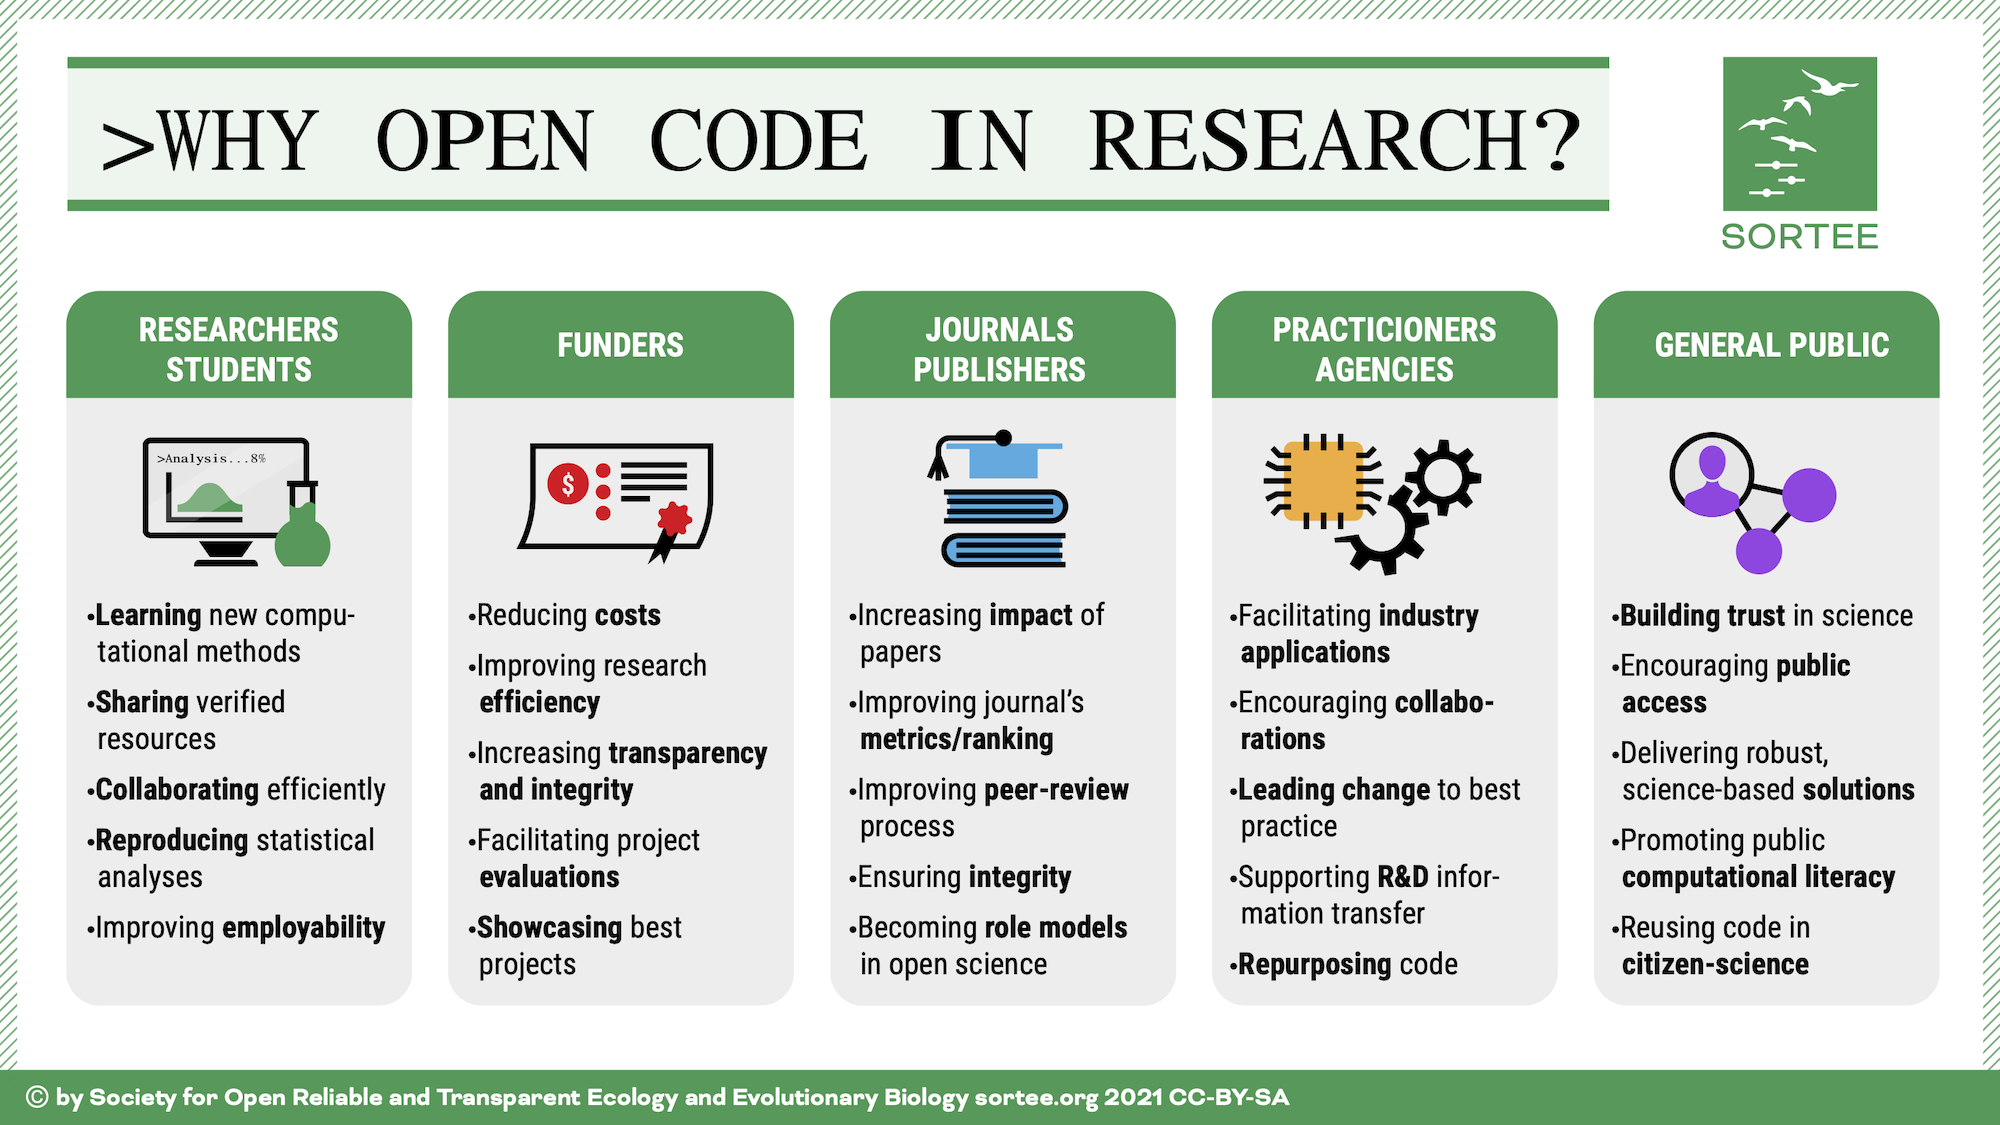 >WHY OPEN CODE IN RESEARCH?
SORTEE
RESEARCHERS
STUDENTS
>Analysis...8%
•Learning new compu-
tational methods
•Sharing verified
resources
•Collaborating efficiently
•Reproducing statistical
analyses
•Improving employability
FUNDERS
$
•Reducing costs
•Improving research
efficiency
•Increasing transparency
and integrity
•Facilitating project
evaluations
•Showcasing best
projects
JOURNALS
PUBLISHERS
•Increasing impact of
papers
•Improving journal’s
metrics/ranking
•Improving peer-review
process
•Ensuring integrity
•Becoming role models
in open science
PRACTICIONERS
AGENCIES
•Facilitating industry
applications
•Encouraging collabo-
rations
•Leading change to best
practice
•Supporting R&D infor-
mation transfer
•Repurposing code
GENERAL PUBLIC
•Building trust in science
•Encouraging public
access
•Delivering robust,
science-based solutions
•Promoting public
computational literacy
•Reusing code in
citizen-science
© by Society for Open Reliable and Transparent Ecology and Evolutionary Biology sortee.org 2021 CC-BY-SA